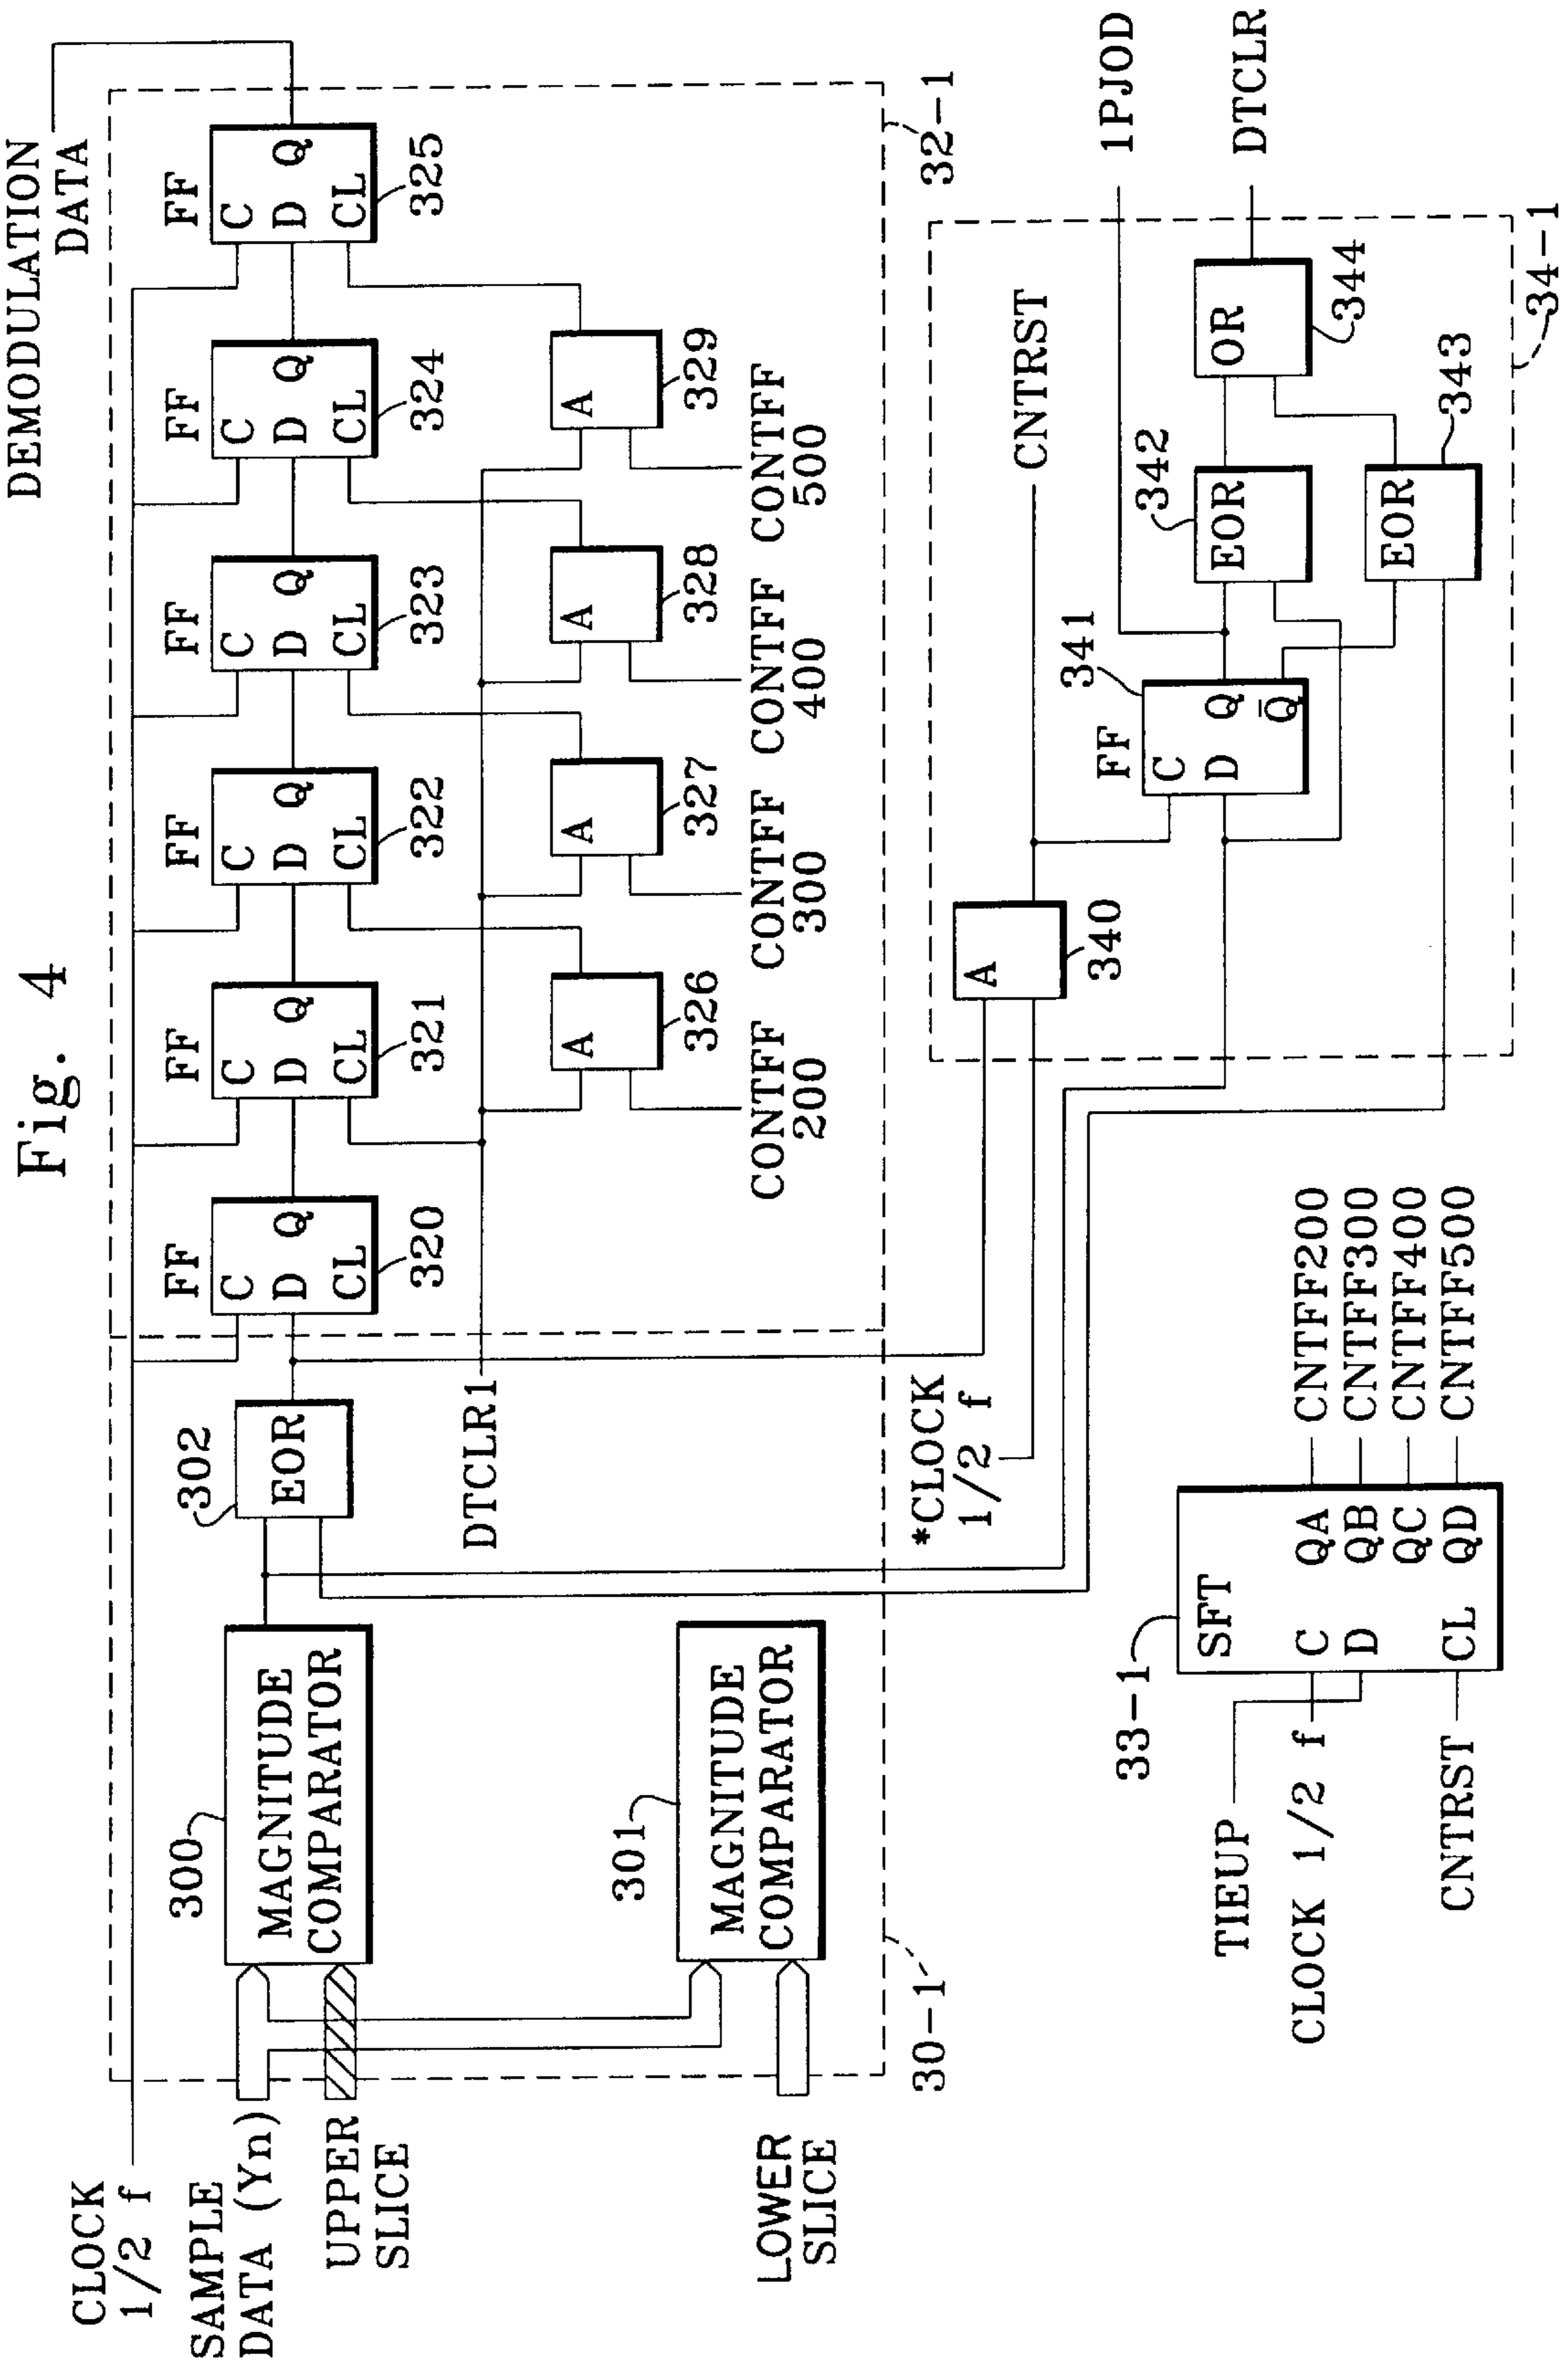 Fig. 4
DEMODULATION
DATA
CLOCK
1/2 f
SAMPLE
DATA (Yn)
UPPER
SLICE
LOWER
SLICE
300
MAGNITUDE
COMPARATOR
301
MAGNITUDE
COMPARATOR
30-1
302
EOR
DTCLR1
FF
C
D Q
CL
320
FF
C
D Q
CL
321
FF
C
D Q
CL
322
FF
C
D Q
CL
323
FF
C
D Q
CL
324
FF
C
D Q
CL
325
A
326
A
327
A
328
A
329
CONTFF
200
CONTFF
300
CONTFF
400
CONTFF
500
32-1
*CLOCK
1/2 f
A
340
CNTRST
FF
341
C
D Q
Q̅
342
EOR
EOR
343
OR
344
1PJOD
DTCLR
34-1
33-1
SFT
C QA
D QB
QC
CL QD
TIEUP
CLOCK 1/2 f
CNTRST
CNTFF200
CNTFF300
CNTFF400
CNTFF500